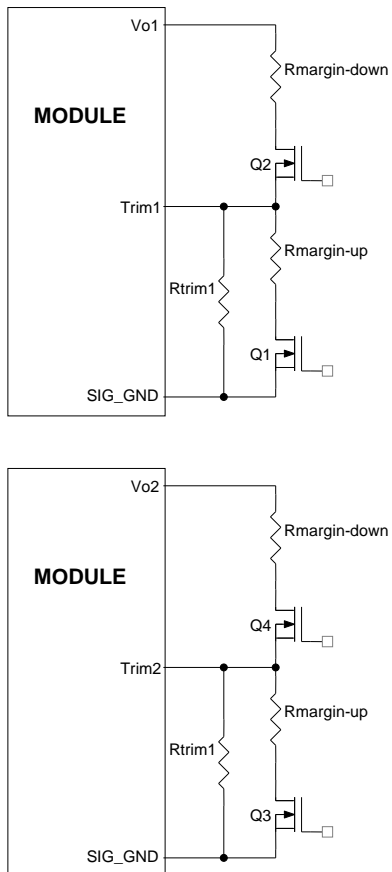 Vo1
Rmargin-down
MODULE
Q2
Trim1
Rmargin-up
Rtrim1
Q1
SIG_GND
Vo2
Rmargin-down
MODULE
Q4
Trim2
Rmargin-up
Rtrim1
Q3
SIG_GND